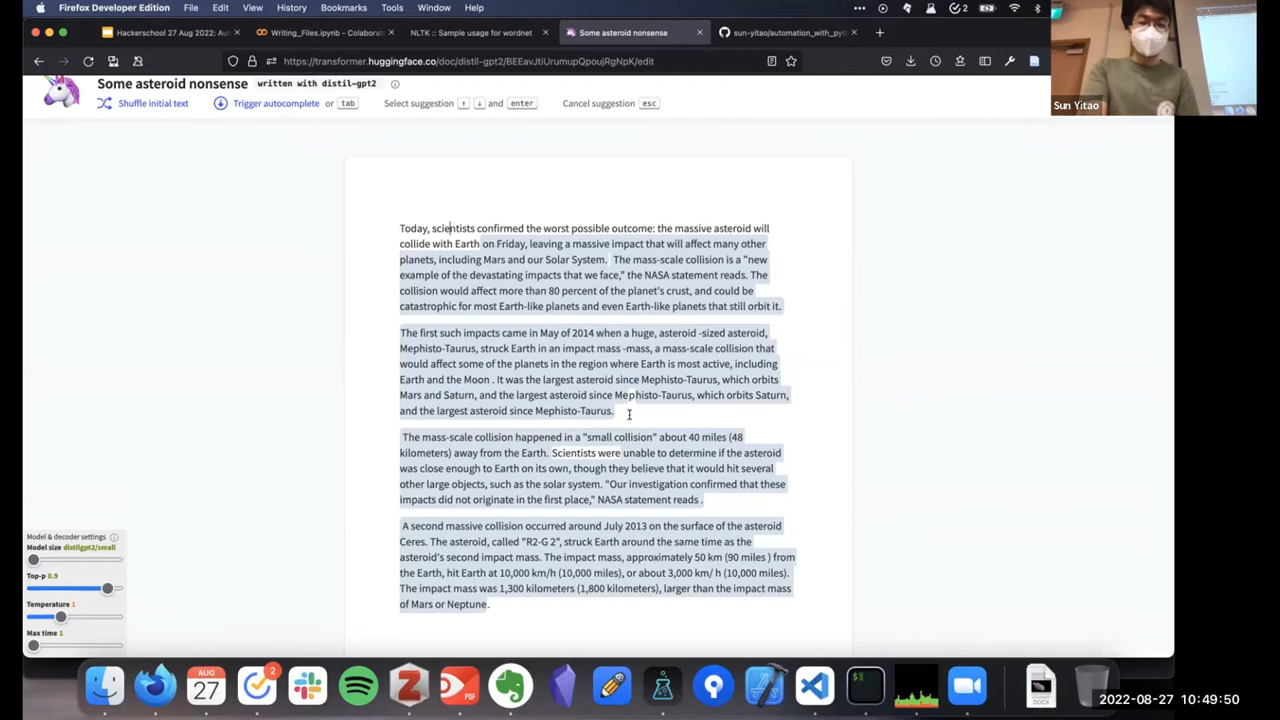 Firefox Developer Edition File Edit View History Bookmarks Tools Window Help
2
Hackerschool 27 Aug 2022: Au
Writing_Files.ipynb - Colaborat
NLTK :: Sample usage for wordnet
Some asteroid nonsense
sun-yitao/automation_with_pyt
https://transformer.huggingface.co/doc/distil-gpt2/BEEavJtiUrumupQpoujRgNpK/edit
Some asteroid nonsense written with distil-gpt2
Shuffle initial text Trigger autocomplete or tab Select suggestion ↑ ↓ and enter Cancel suggestion esc
Sun Yitao
Today, scientists confirmed the worst possible outcome: the massive asteroid will
collide with Earth on Friday, leaving a massive impact that will affect many other
planets, including Mars and our Solar System. The mass-scale collision is a "new
example of the devastating impacts that we face," the NASA statement reads. The
collision would affect more than 80 percent of the planet's crust, and could be
catastrophic for most Earth-like planets and even Earth-like planets that still orbit it.
The first such impacts came in May of 2014 when a huge, asteroid -sized asteroid,
Mephisto-Taurus, struck Earth in an impact mass -mass, a mass-scale collision that
would affect some of the planets in the region where Earth is most active, including
Earth and the Moon . It was the largest asteroid since Mephisto-Taurus, which orbits
Mars and Saturn, and the largest asteroid since Mephisto-Taurus, which orbits Saturn,
and the largest asteroid since Mephisto-Taurus.
The mass-scale collision happened in a "small collision" about 40 miles (48
kilometers) away from the Earth. Scientists were unable to determine if the asteroid
was close enough to Earth on its own, though they believe that it would hit several
other large objects, such as the solar system. "Our investigation confirmed that these
impacts did not originate in the first place," NASA statement reads .
A second massive collision occurred around July 2013 on the surface of the asteroid
Ceres. The asteroid, called "R2-G 2", struck Earth around the same time as the
asteroid's second impact mass. The impact mass, approximately 50 km (90 miles ) from
the Earth, hit Earth at 10,000 km/h (10,000 miles), or about 3,000 km/ h (10,000 miles).
The impact mass was 1,300 kilometers (1,800 kilometers), larger than the impact mass
of Mars or Neptune.
Model & decoder settings
Model size distilgpt2/small
Top-p 0.9
Temperature 1
Max time 1
AUG
27
2
PDF
DOCX
2022-08-27 10:49:50